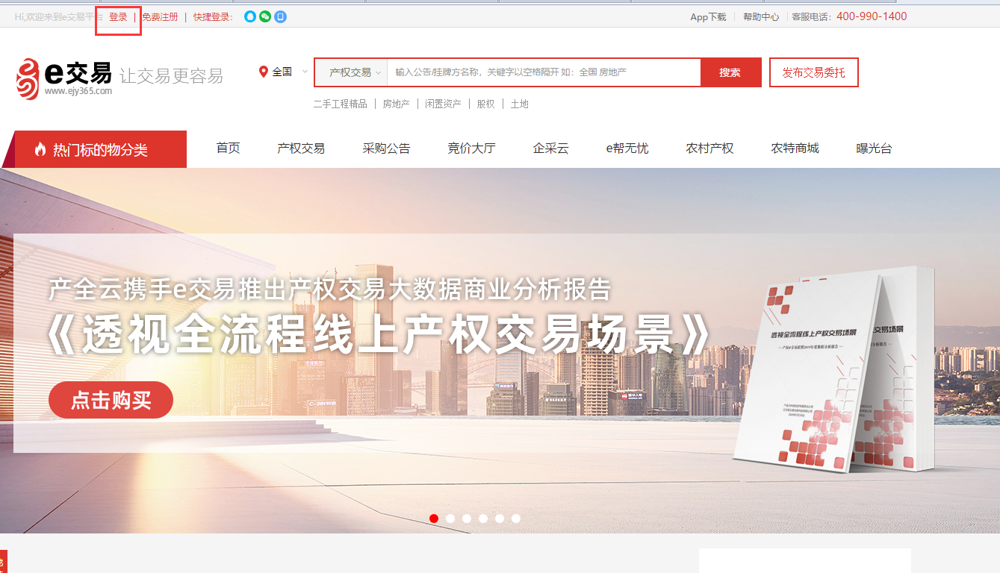 Hi,欢迎来到e交易平台 登录 | 免费注册 | 快捷登录:
App下载 帮助中心 客服电话: 400-990-1400
e交易 让交易更容易
www.ejy365.com
全国 产权交易 输入公告/挂牌方名称，关键字以空格隔开 如：全国 房地产 搜索 发布交易委托
二手工程精品 | 房地产 | 闲置资产 | 股权 | 土地
热门标的物分类 首页 产权交易 采购公告 竞价大厅 企采云 e帮无忧 农村产权 农特商城 曝光台
产全云携手e交易推出产权交易大数据商业分析报告
《透视全流程线上产权交易场景》
点击购买
透视全流程线上产权交易场景
交易场景